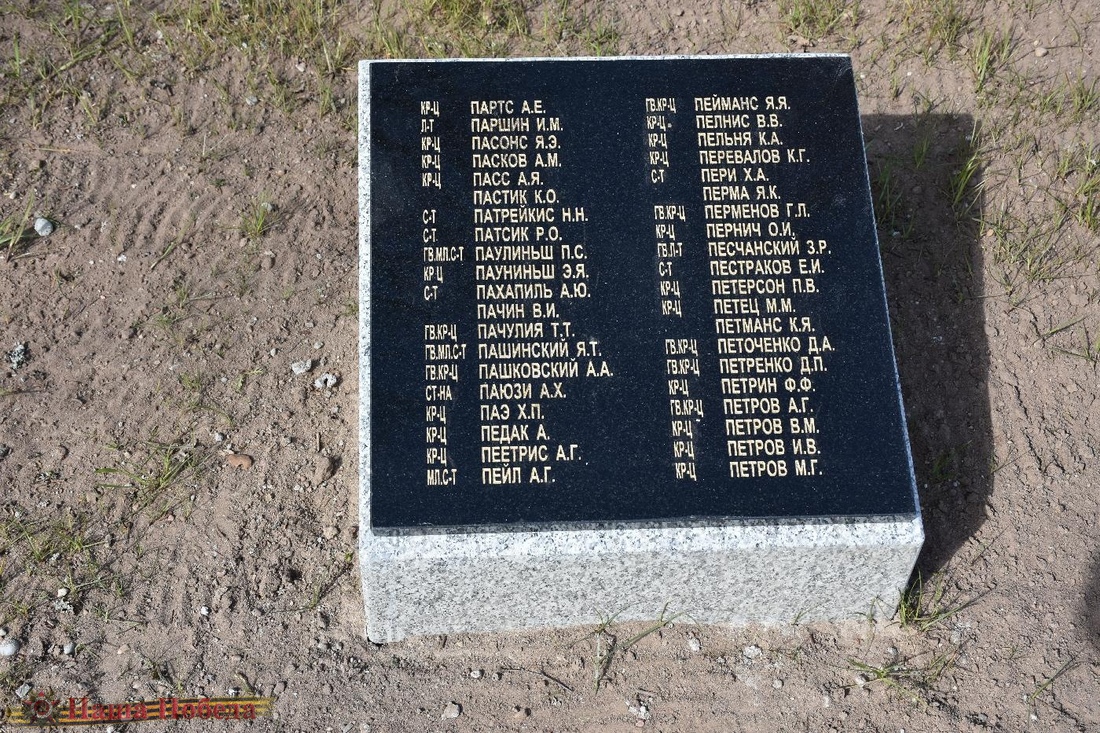 КР-Ц ПАРТС А.Е.
Л-Т ПАРШИН И.М.
КР-Ц ПАСОНС Я.Э.
КР-Ц ПАСКОВ А.М.
КР-Ц ПАСС А.Я.
ПАСТИК К.О.
С-Т ПАТРЕЙКИС Н.Н.
С-Т ПАТСИК Р.О.
ГВ.МЛ.С-Т ПАУЛИНЬШ П.С.
КР-Ц ПАУНИНЬШ Э.Я.
С-Т ПАХАПИЛЬ А.Ю.
ПАЧИН В.И.
ГВ.КР-Ц ПАЧУЛИЯ Т.Т.
ГВ.МЛ.С-Т ПАШИНСКИЙ Я.Т.
ГВ.КР-Ц ПАШКОВСКИЙ А.А.
СТ-НА ПАЮЗИ А.Х.
КР-Ц ПАЭ Х.П.
КР-Ц ПЕДАК А.
КР-Ц ПЕЕТРИС А.Г.
МЛ.С-Т ПЕЙЛ А.Г.
ГВ.КР-Ц ПЕЙМАНС Я.Я.
КР-Ц ПЕЛНИС В.В.
КР-Ц ПЕЛЬНЯ К.А.
КР-Ц ПЕРЕВАЛОВ К.Г.
С-Т ПЕРИ Х.А.
ПЕРМА Я.К.
ГВ.КР-Ц ПЕРМЕНОВ Г.Л.
КР-Ц ПЕРНИЧ О.И.
ГВ.Л-Т ПЕСЧАНСКИЙ З.Р.
С-Т ПЕСТРАКОВ Е.И.
КР-Ц ПЕТЕРСОН П.В.
КР-Ц ПЕТЕЦ М.М.
ПЕТМАНС К.Я.
ГВ.КР-Ц ПЕТОЧЕНКО Д.А.
ГВ.КР-Ц ПЕТРЕНКО Д.П.
КР-Ц ПЕТРИН Ф.Ф.
ГВ.КР-Ц ПЕТРОВ А.Г.
КР-Ц ПЕТРОВ В.М.
КР-Ц ПЕТРОВ И.В.
КР-Ц ПЕТРОВ М.Г.
Наша Победа